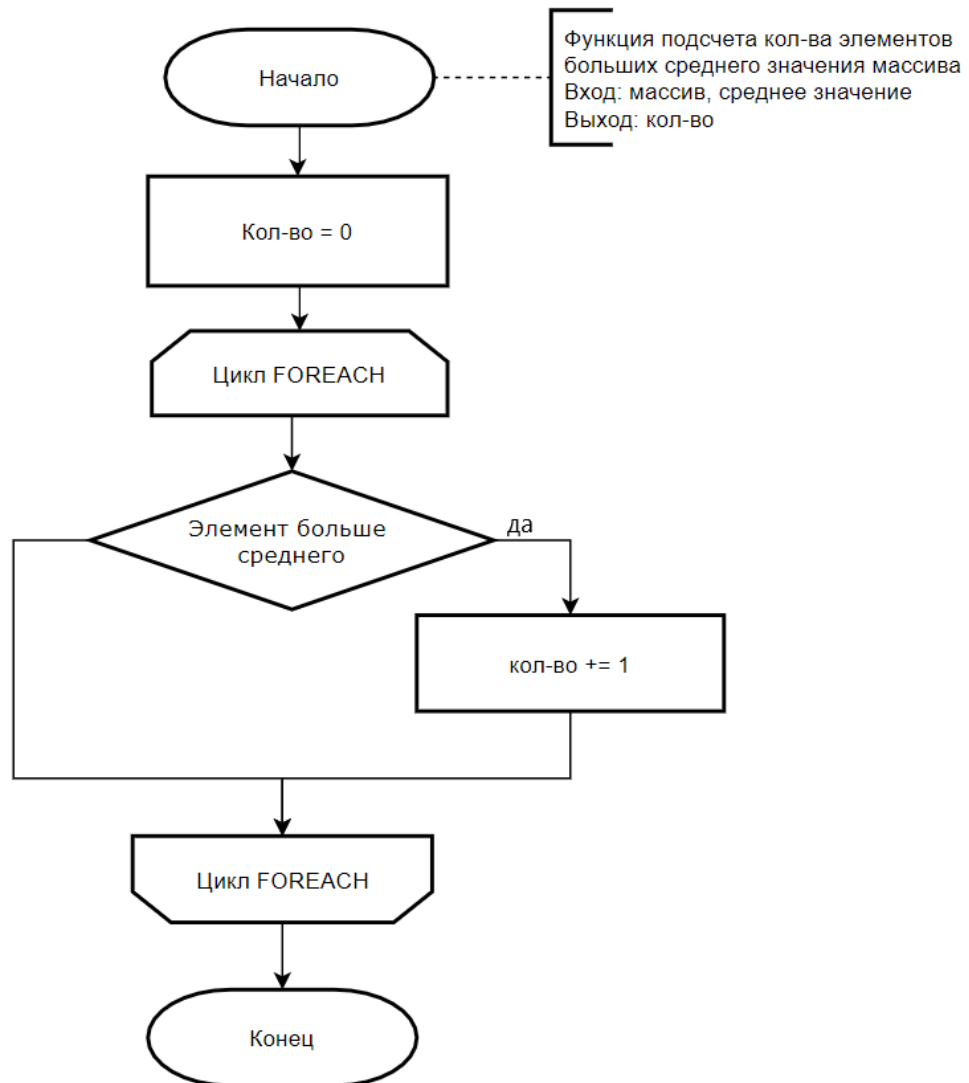 Начало
Функция подсчета кол-ва элементов
больших среднего значения массива
Вход: массив, среднее значение
Выход: кол-во
Кол-во = 0
Цикл FOREACH
Элемент больше
среднего
да
кол-во += 1
Цикл FOREACH
Конец